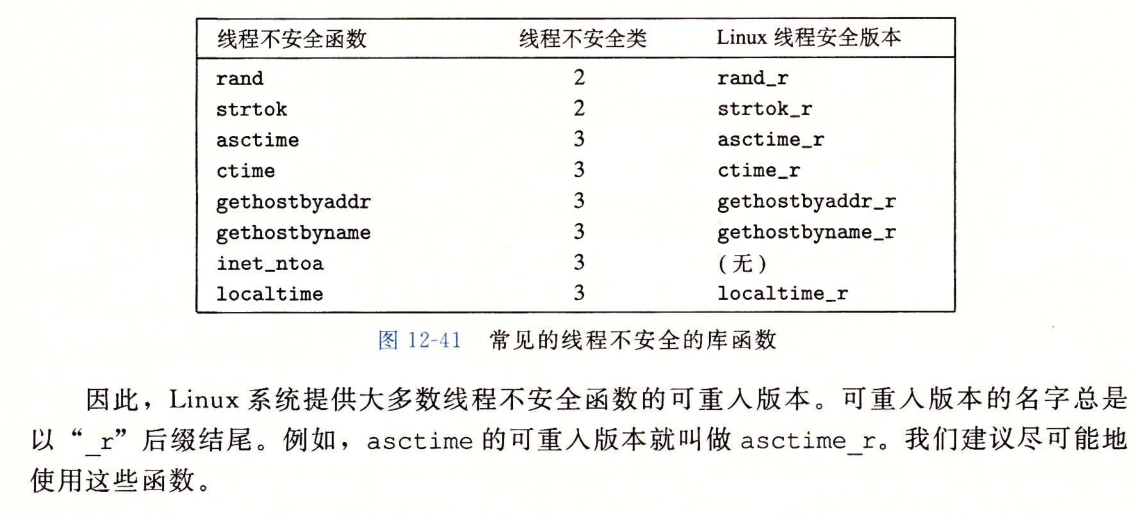 线程不安全函数 线程不安全类 Linux 线程安全版本
rand 2 rand_r
strtok 2 strtok_r
asctime 3 asctime_r
ctime 3 ctime_r
gethostbyaddr 3 gethostbyaddr_r
gethostbyname 3 gethostbyname_r
inet_ntoa 3 (无)
localtime 3 localtime_r
图 12-41 常见的线程不安全的库函数
因此，Linux 系统提供大多数线程不安全函数的可重入版本。可重入版本的名字总是
以“_r”后缀结尾。例如，asctime 的可重入版本就叫做 asctime_r。我们建议尽可能地
使用这些函数。